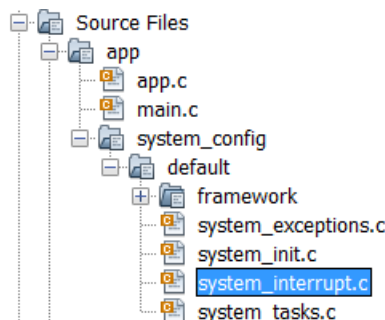 Source Files
app
app.c
main.c
system_config
default
framework
system_exceptions.c
system_init.c
system_interrupt.c
system_tasks.c